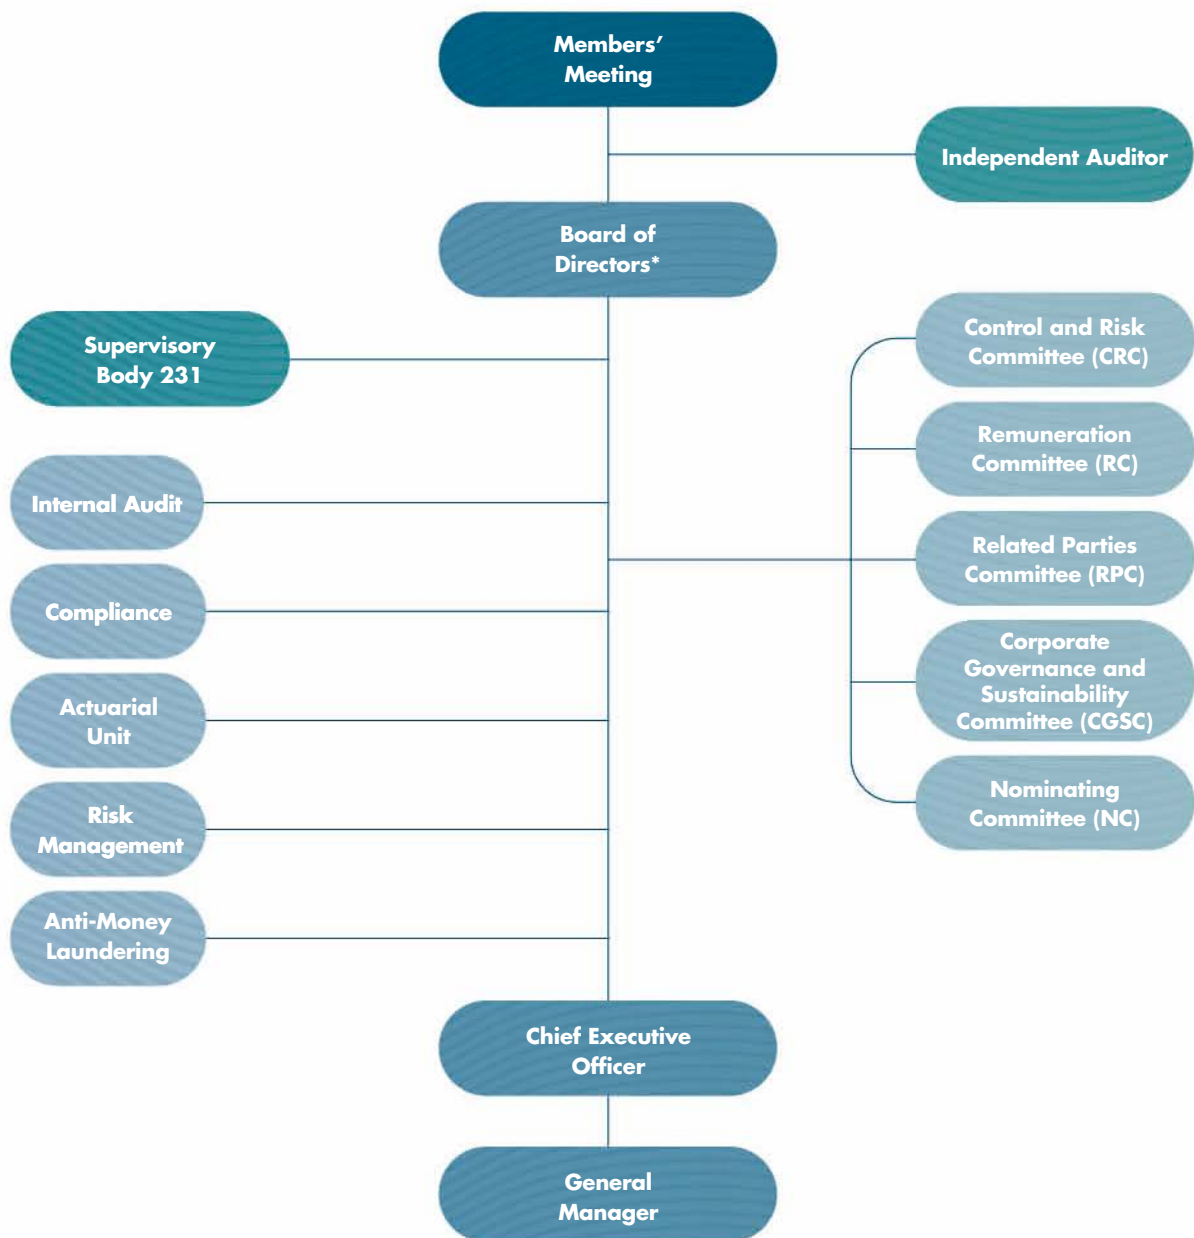 Members’
Meeting
Independent Auditor
Board of
Directors*
Supervisory
Body 231
Internal Audit
Compliance
Actuarial
Unit
Risk
Management
Anti-Money
Laundering
Control and Risk
Committee (CRC)
Remuneration
Committee (RC)
Related Parties
Committee (RPC)
Corporate
Governance and
Sustainability
Committee (CGSC)
Nominating
Committee (NC)
Chief Executive
Officer
General
Manager